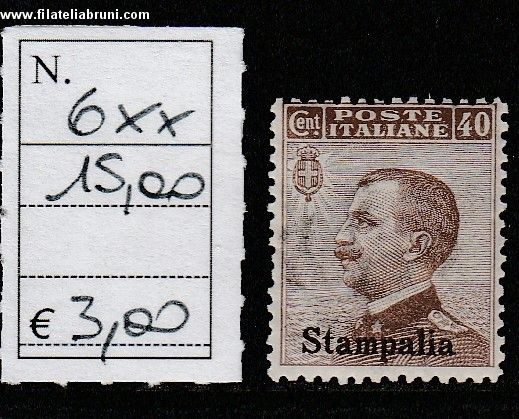 www.filateliabruni.com
N.
6xx
15,00
€ 3,00
Cent POSTE ITALIANE 40
Stampalia